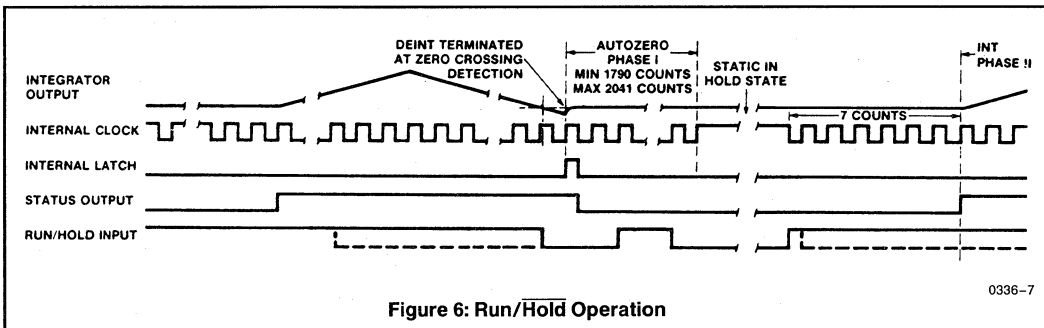 DEINT TERMINATED
AT ZERO CROSSING
DETECTION
AUTOZERO
PHASE I
MIN 1790 COUNTS
MAX 2041 COUNTS
STATIC IN
HOLD STATE
INT
PHASE II
INTEGRATOR
OUTPUT
INTERNAL CLOCK
7 COUNTS
INTERNAL LATCH
STATUS OUTPUT
RUN/HOLD INPUT
0336-7
Figure 6: Run/Hold Operation